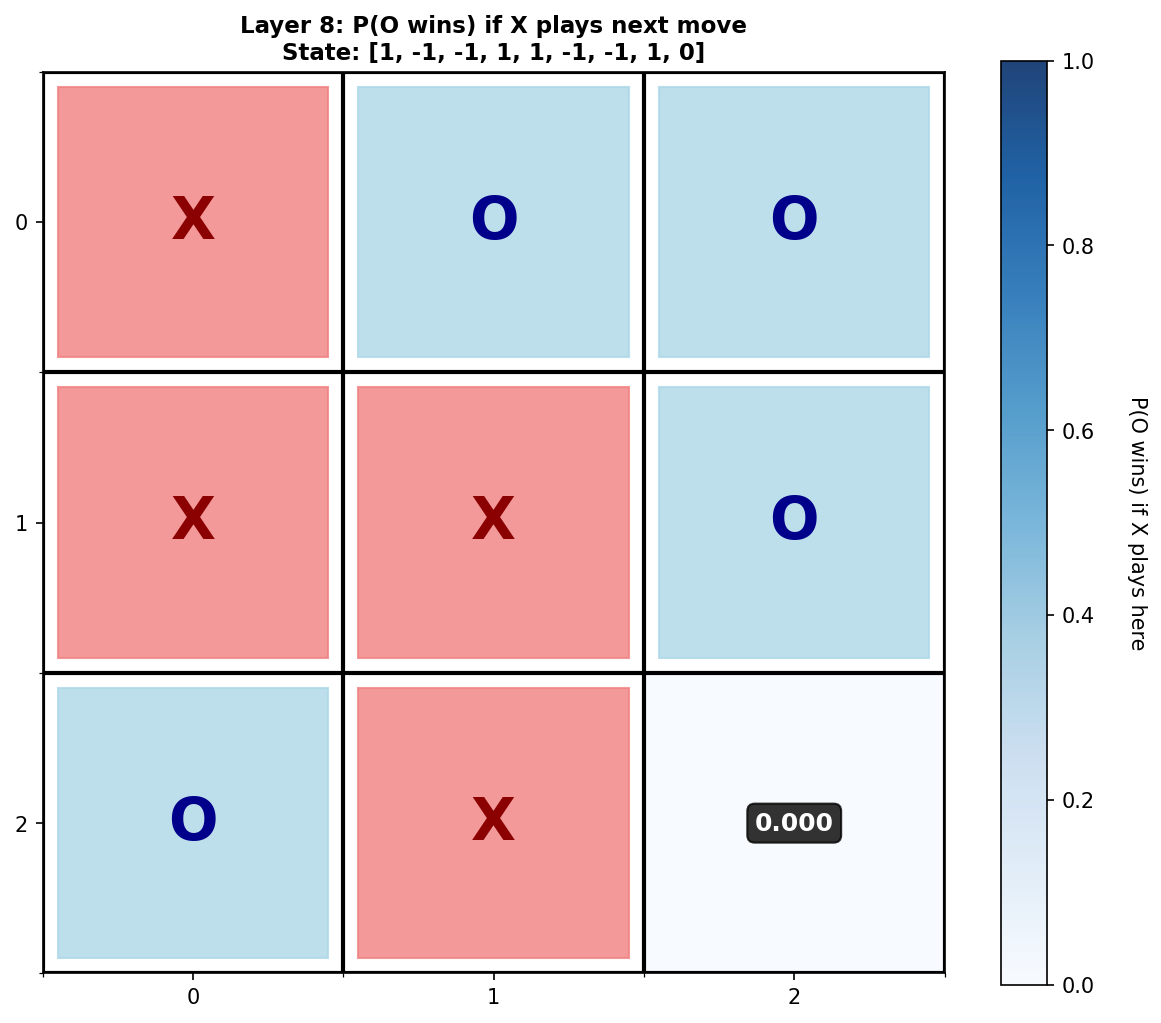 Layer 8: P(O wins) if X plays next move
State: [1, -1, -1, 1, 1, -1, -1, 1, 0]
0
X
O
O
1
X
X
O
2
O
X
0.000
0
1
2
1.0
0.8
0.6
0.4
0.2
0.0
P(O wins) if X plays here